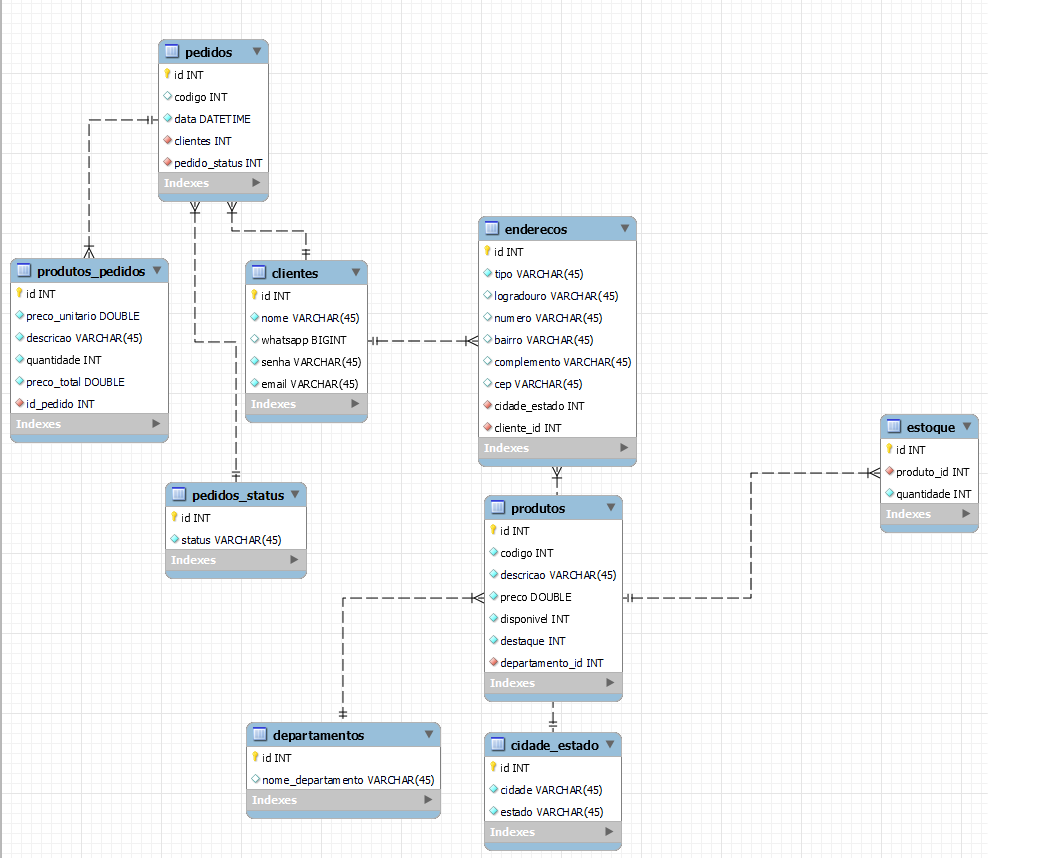 pedidos
id INT
codigo INT
data DATETIME
clientes INT
pedido_status INT
Indexes
produtos_pedidos
id INT
preco_unitario DOUBLE
descricao VARCHAR(45)
quantidade INT
preco_total DOUBLE
id_pedido INT
Indexes
clientes
id INT
nome VARCHAR(45)
whatsapp BIGINT
senha VARCHAR(45)
email VARCHAR(45)
Indexes
enderecos
id INT
tipo VARCHAR(45)
logradouro VARCHAR(45)
numero VARCHAR(45)
bairro VARCHAR(45)
complemento VARCHAR(45)
cep VARCHAR(45)
cidade_estado INT
cliente_id INT
Indexes
estoque
id INT
produto_id INT
quantidade INT
Indexes
pedidos_status
id INT
status VARCHAR(45)
Indexes
produtos
id INT
codigo INT
descricao VARCHAR(45)
preco DOUBLE
disponivel INT
destaque INT
departamento_id INT
Indexes
departamentos
id INT
nome_departamento VARCHAR(45)
Indexes
cidade_estado
id INT
cidade VARCHAR(45)
estado VARCHAR(45)
Indexes